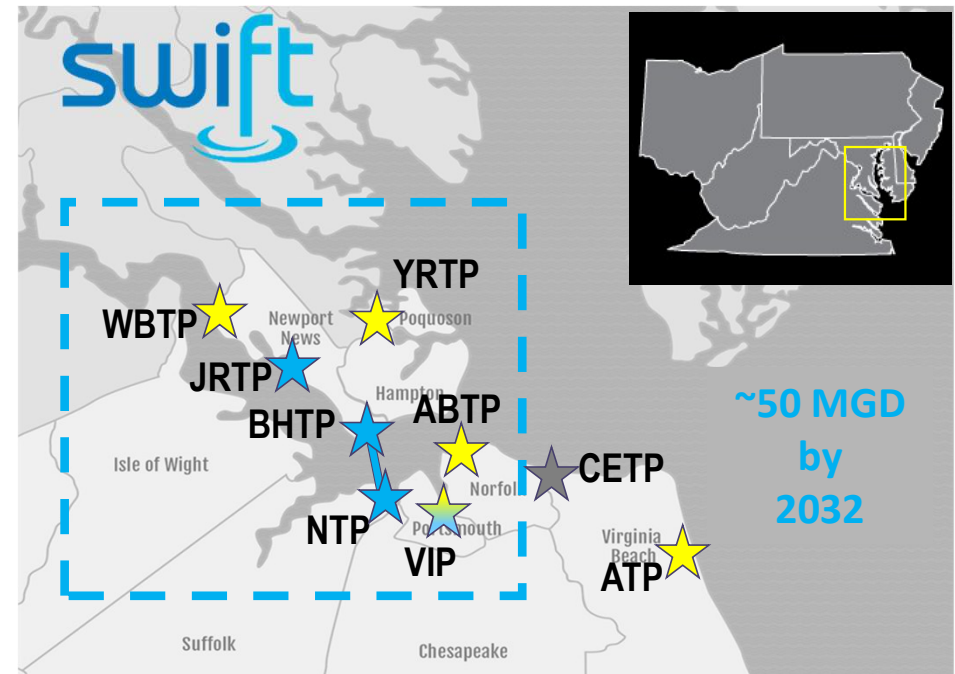 swift
YRTP
WBTP
Newport
News
Poquoson
JRTP
Hampton
BHTP
ABTP
~50 MGD
by
2032
Isle of Wight
CETP
Norfol
NTP
Portsmouth
VIP
Virginia
Beach
ATP
Suffolk
Chesapeake